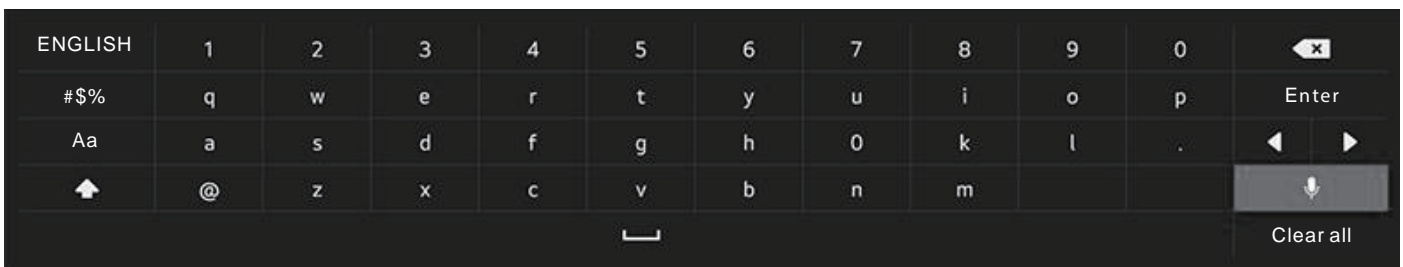 ENGLISH 1 2 3 4 5 6 7 8 9 0
#$% q w e r t y u i o p Enter
Aa a s d f g h 0 k l .
@ z x c v b n m
Clear all